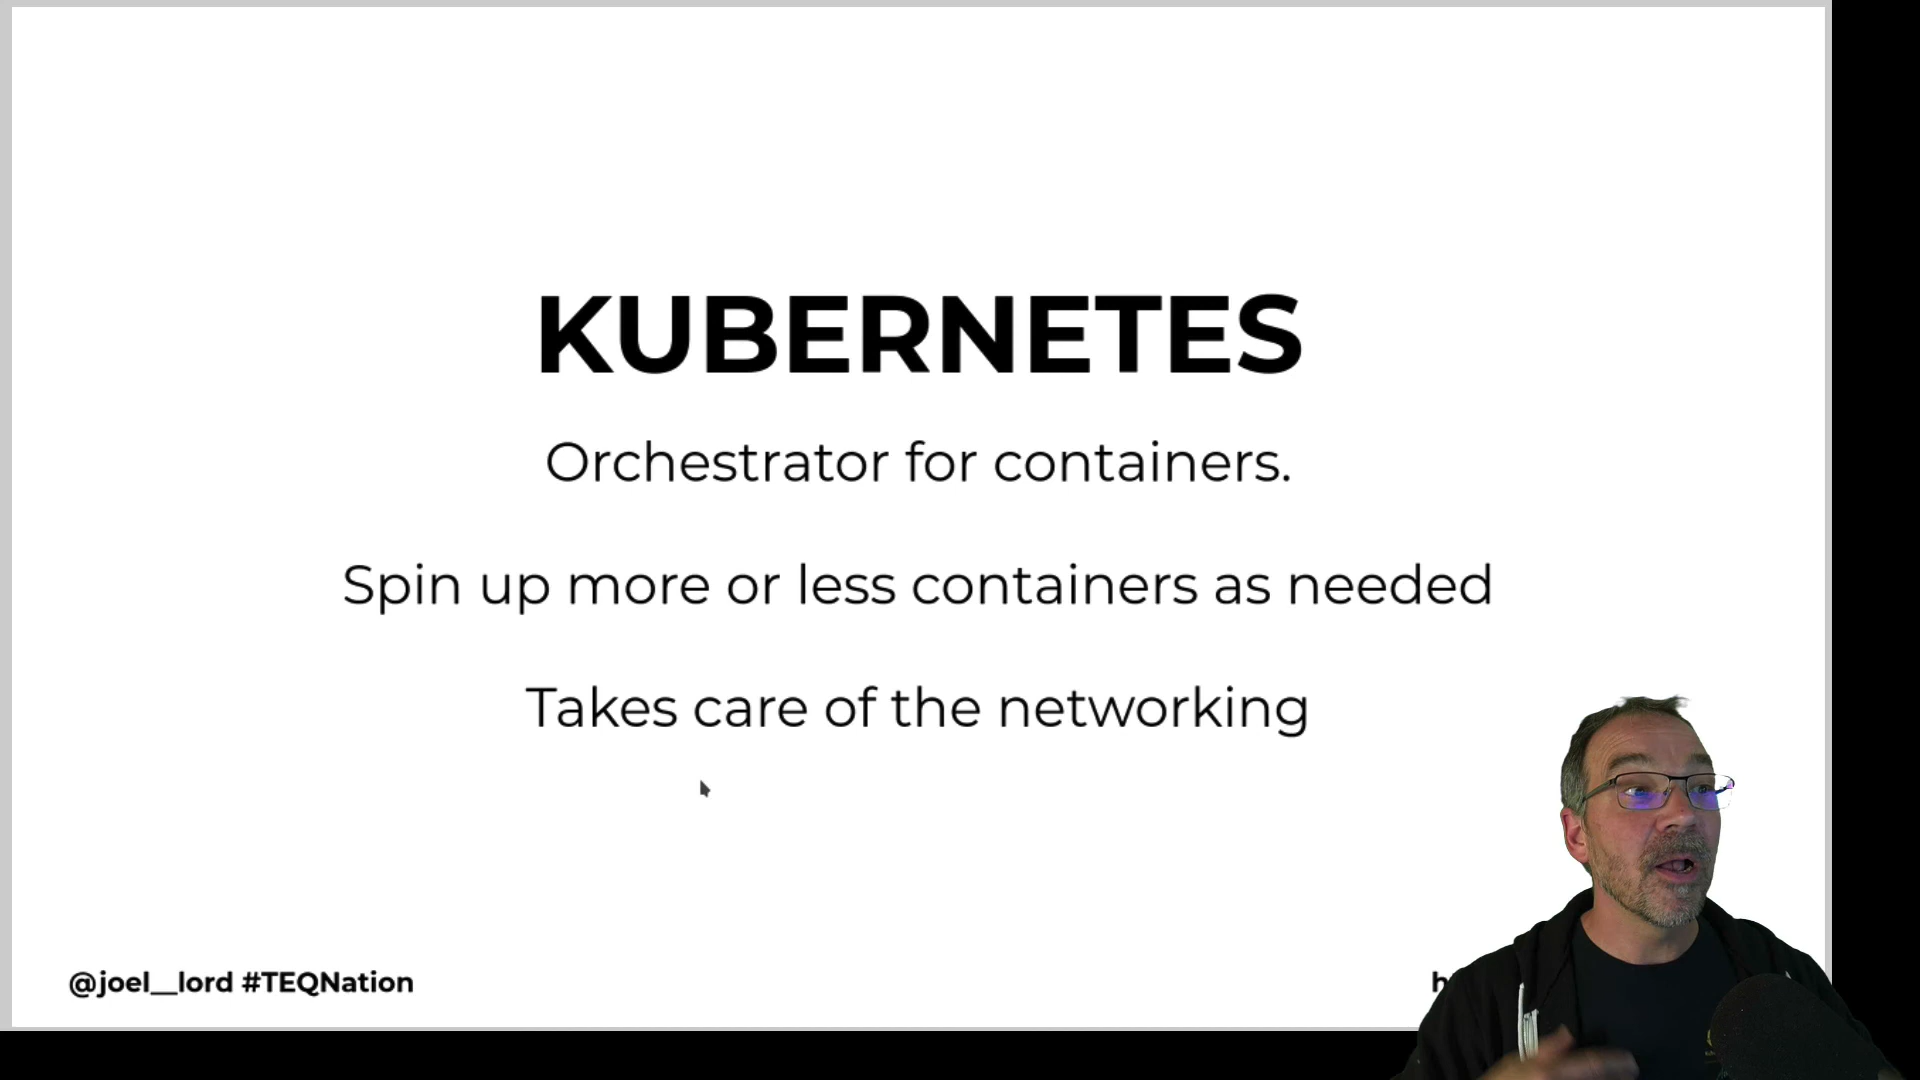 KUBERNETES
Orchestrator for containers.
Spin up more or less containers as needed
Takes care of the networking
@joel__lord #TEQNation